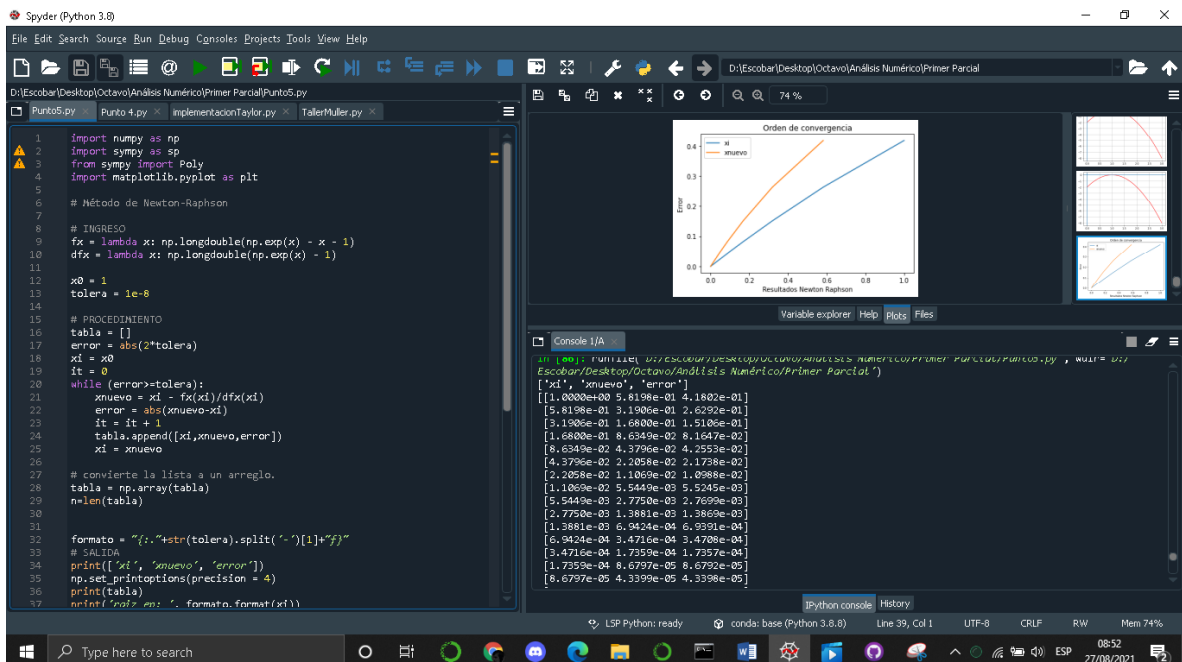 Spyder (Python 3.8)
File Edit Search Source Run Debug Consoles Projects Tools View Help
D:\Escobar\Desktop\Octavo\Análisis Numérico\Primer Parcial
D:\Escobar\Desktop\Octavo\Análisis Numérico\Primer Parcial\Punto5.py
Punto5.py Punto 4.py implementacionTaylor.py TallerMuller.py
1 import numpy as np
2 import sympy as sp
3 from sympy import Poly
4 import matplotlib.pyplot as plt
5
6 # Método de Newton-Raphson
7
8 # INGRESO
9 fx = lambda x: np.longdouble(np.exp(x) - x - 1)
10 dfx = lambda x: np.longdouble(np.exp(x) - 1)
11
12 x0 = 1
13 tolera = 1e-8
14
15 # PROCEDIMIENTO
16 tabla = []
17 error = abs(2*tolera)
18 xi = x0
19 it = 0
20 while (error>=tolera):
21 xnuevo = xi - fx(xi)/dfx(xi)
22 error = abs(xnuevo-xi)
23 it = it + 1
24 tabla.append([xi,xnuevo,error])
25 xi = xnuevo
26
27 # convierte la lista a un arreglo.
28 tabla = np.array(tabla)
29 n=len(tabla)
30
31
32 formato = "{:."+str(tolera).split('-')[1]+"f}"
33 # SALIDA
34 print(['xi', 'xnuevo', 'error'])
35 np.set_printoptions(precision = 4)
36 print(tabla)
37 print('raiz en: ', formato.format(xi))
74 %
Orden de convergencia
xi
xnuevo
0.4
0.3
0.2
0.1
0.0
Error
0.0 0.2 0.4 0.6 0.8 1.0
Resultados Newton Raphson
Variable explorer Help Plots Files
Console 1/A
In [86]: runfile('D:/Escobar/Desktop/Octavo/Análisis Numérico/Primer Parcial/Punto5.py', wdir='D:/
Escobar/Desktop/Octavo/Análisis Numérico/Primer Parcial')
['xi', 'xnuevo', 'error']
[[1.0000e+00 5.8198e-01 4.1802e-01]
[5.8198e-01 3.1906e-01 2.6292e-01]
[3.1906e-01 1.6800e-01 1.5106e-01]
[1.6800e-01 8.6349e-02 8.1647e-02]
[8.6349e-02 4.3796e-02 4.2553e-02]
[4.3796e-02 2.2058e-02 2.1738e-02]
[2.2058e-02 1.1069e-02 1.0988e-02]
[1.1069e-02 5.5449e-03 5.5245e-03]
[5.5449e-03 2.7750e-03 2.7699e-03]
[2.7750e-03 1.3881e-03 1.3869e-03]
[1.3881e-03 6.9424e-04 6.9391e-04]
[6.9424e-04 3.4716e-04 3.4708e-04]
[3.4716e-04 1.7359e-04 1.7357e-04]
[1.7359e-04 8.6797e-05 8.6792e-05]
[8.6797e-05 4.3399e-05 4.3398e-05]
IPython console History
LSP Python: ready conda: base (Python 3.8.8) Line 39, Col 1 UTF-8 CRLF RW Mem 74%
Type here to search
ESP
08:52
27/08/2021